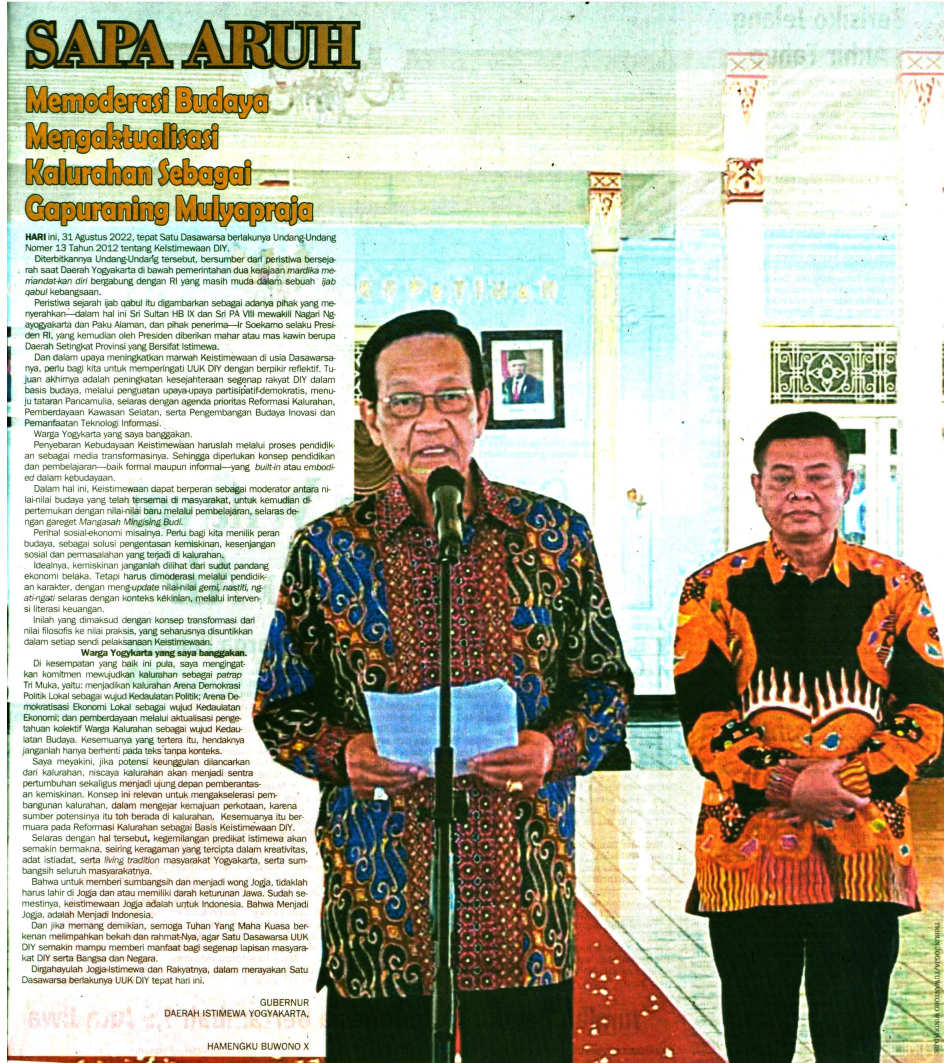 SAPA ARUH
Memoderasi Budaya
Mengaktualisasi
Kalurahan Sebagai
Gapuraning Mulyapraja
HARI ini, 31 Agustus 2022, tepat Satu Dasawarsa berlakunya Undang-Undang
Nomer 13 Tahun 2012 tentang Keistimewaan DIY.
Diterbitkannya Undang-Undang tersebut, bersumber dari peristiwa berseja-
rah saat Daerah Yogyakarta di bawah pemerintahan dua kerajaan mardika me-
mandat-kan diri bergabung dengan RI yang masih muda dalam sebuah ijab
qabul kebangsaan.
Peristiwa sejarah ijab qabul itu digambarkan sebagai adanya pihak yang me-
nyerahkan—dalam hal ini Sri Sultan HB IX dan Sri PA VIII mewakili Nagari Ng-
ayogyakarta dan Paku Alaman, dan pihak penerima—Ir Soekarno selaku Presi-
den RI, yang kemudian oleh Presiden diberikan mahar atau mas kawin berupa
Daerah Setingkat Provinsi yang Bersifat Istimewa.
Dan dalam upaya meningkatkan marwah Keistimewaan di usia Dasawarsa-
nya, perlu bagi kita untuk memperingati UUK DIY dengan berpikir reflektif. Tu-
juan akhirnya adalah peningkatan kesejahteraan segenap rakyat DIY dalam
basis budaya, melalui penguatan upaya-upaya partisipatif-demokratis, menu-
ju tataran Pancamulia, selaras dengan agenda prioritas Reformasi Kalurahan,
Pemberdayaan Kawasan Selatan, serta Pengembangan Budaya Inovasi dan
Pemanfaatan Teknologi Informasi.
Warga Yogyakarta yang saya banggakan.
Penyebaran Kebudayaan Keistimewaan haruslah melalui proses pendidik-
an sebagai media transformasinya. Sehingga diperlukan konsep pendidikan
dan pembelajaran—baik formal maupun informal—yang built-in atau embodi-
ed dalam kebudayaan.
Dalam hal ini, Keistimewaan dapat berperan sebagai moderator antara ni-
lai-nilai budaya yang telah tersemai di masyarakat, untuk kemudian di-
pertemukan dengan nilai-nilai baru melalui pembelajaran, selaras de-
ngan gareget Mangasah Mingising Budi.
Perihal sosial-ekonomi misalnya. Perlu bagi kita menilik peran
budaya, sebagai solusi pengentasan kemiskinan, kesenjangan
sosial dan permasalahan yang terjadi di kalurahan.
Idealnya, kemiskinan janganlah dilihat dari sudut pandang
ekonomi belaka. Tetapi harus dimoderasi melalui pendidik-
an karakter, dengan meng-update nilai-nilai gemi, nastiti, ng-
ati-ngati selaras dengan konteks kekinian, melalui interven-
si literasi keuangan.
Inilah yang dimaksud dengan konsep transformasi dari
nilai filosofis ke nilai praksis, yang seharusnya disuntikkan
dalam setiap sendi pelaksanaan Keistimewaan.
Warga Yogykarta yang saya banggakan.
Di kesempatan yang baik ini pula, saya mengingat-
kan komitmen mewujudkan kalurahan sebagai patrap
Tri Muka, yaitu: menjadikan kalurahan Arena Demokrasi
Politik Lokal sebagai wujud Kedaulatan Politik; Arena De-
mokratisasi Ekonomi Lokal sebagai wujud Kedaulatan
Ekonomi; dan pemberdayaan melalui aktualisasi penge-
tahuan kolektif Warga Kalurahan sebagai wujud Kedau-
latan Budaya. Kesemuanya yang tertera itu, hendaknya
janganlah hanya berhenti pada teks tanpa konteks.
Saya meyakini, jika potensi keunggulan dilancarkan
dari kalurahan, niscaya kalurahan akan menjadi sentra
pertumbuhan sekaligus menjadi ujung depan pemberantas-
an kemiskinan. Konsep ini relevan untuk mengakselerasi pem-
bangunan kalurahan, dalam mengejar kemajuan perkotaan, karena
sumber potensinya itu toh berada di kalurahan. Kesemuanya itu ber-
muara pada Reformasi Kalurahan sebagai Basis Keistimewaan DIY.
Selaras dengan hal tersebut, kegemilangan predikat istimewa akan
semakin bermakna, seiring keragaman yang tercipta dalam kreativitas,
adat istiadat, serta living tradition masyarakat Yogyakarta, serta sum-
bangsih seluruh masyarakatnya.
Bahwa untuk memberi sumbangsih dan menjadi wong Jogja, tidaklah
harus lahir di Jogja dan atau memiliki darah keturunan Jawa. Sudah se-
mestinya, keistimewaan Jogja adalah untuk Indonesia. Bahwa Menjadi
Jogja, adalah Menjadi Indonesia.
Dan jika memang demikian, semoga Tuhan Yang Maha Kuasa ber-
kenan melimpahkan bekah dan rahmat-Nya, agar Satu Dasawarsa UUK
DIY semakin mampu memberi manfaat bagi segenap lapisan masyara-
kat DIY serta Bangsa dan Negara.
Dirgahayulah Jogja-Istimewa dan Rakyatnya, dalam merayakan Satu
Dasawarsa berlakunya UUK DIY tepat hari ini.
GUBERNUR
DAERAH ISTIMEWA YOGYAKARTA,
HAMENGKU BUWONO X